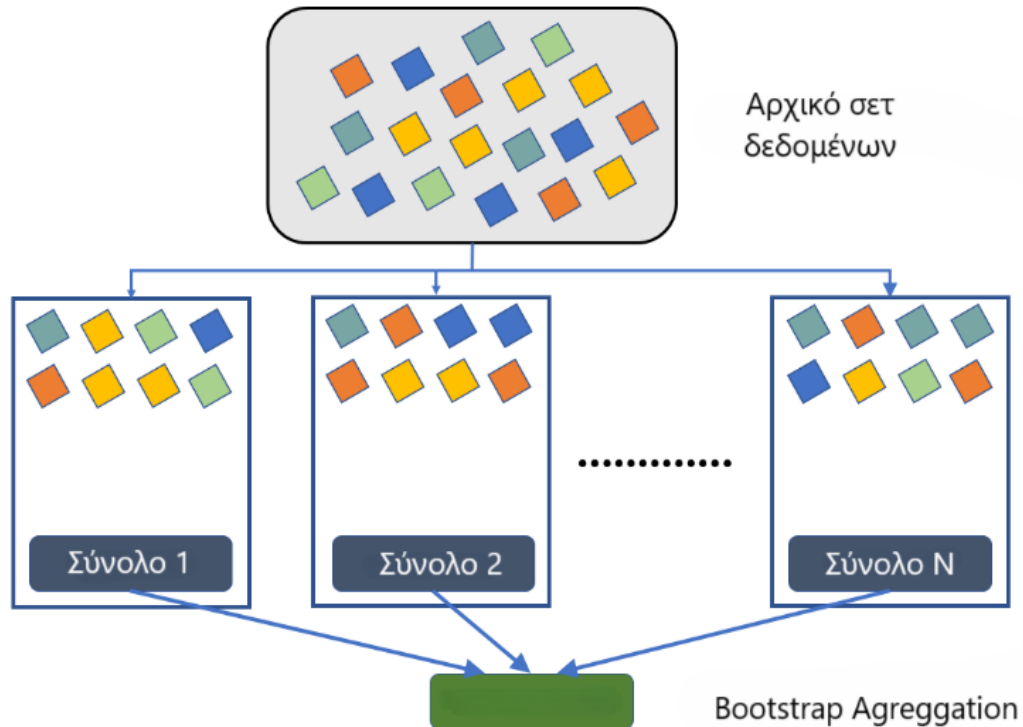 Αρχικό σετ
δεδομένων
Σύνολο 1
Σύνολο 2
Σύνολο N
Bootstrap Agreggation